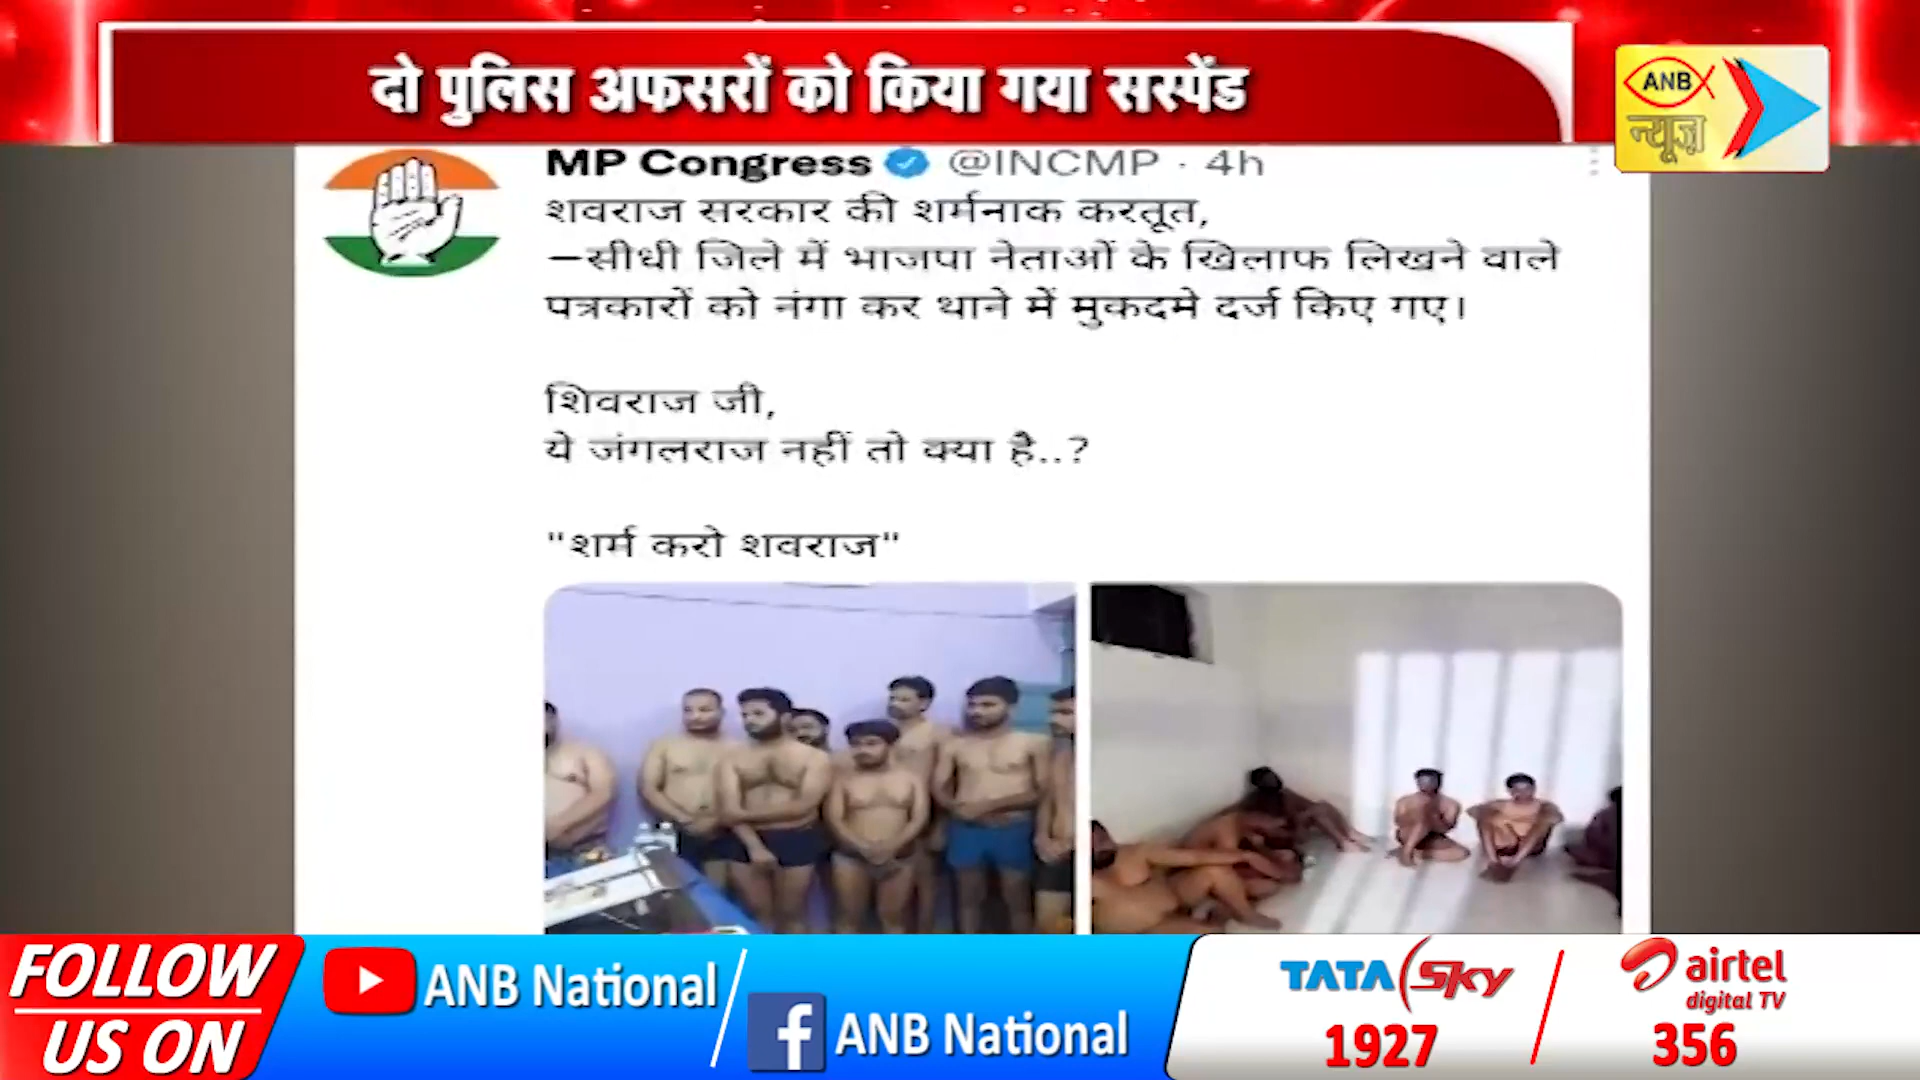 दो पुलिस अफसरों को किया गया सस्पेंड
ANB
न्यूज़
MP Congress @INCMP · 4h
शवराज सरकार की शर्मनाक करतूत,
—सीधी जिले में भाजपा नेताओं के खिलाफ लिखने वाले
पत्रकारों को नंगा कर थाने में मुकदमे दर्ज किए गए।
शिवराज जी,
ये जंगलराज नहीं तो क्या है..?
"शर्म करो शवराज"
FOLLOW
US ON
ANB National
ANB National
TATA Sky
1927
airtel
digital TV
356